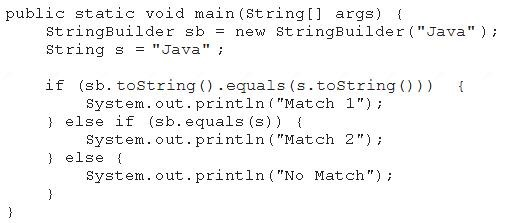 public static void main(String[] args) {
    StringBuilder sb = new StringBuilder("Java");
    String s = "Java";

    if (sb.toString().equals(s.toString()))  {
        System.out.println("Match 1");
    } else if (sb.equals(s)) {
        System.out.println("Match 2");
    } else {
        System.out.println("No Match");
    }
}